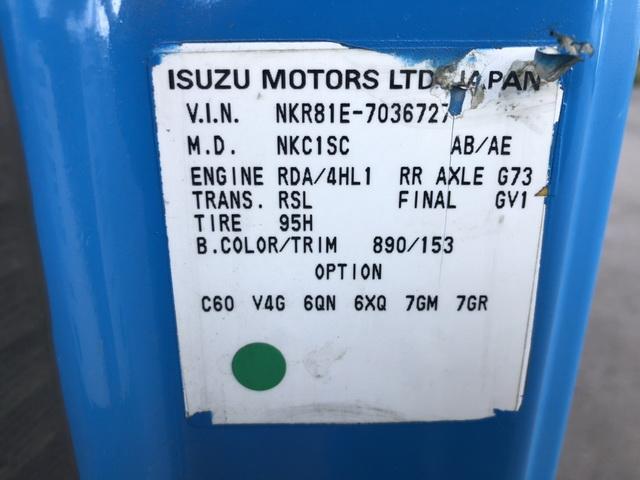 ISUZU MOTORS LTD. JAPAN
V.I.N. NKR81E-7036727
M.D. NKC1SC AB/AE
ENGINE RDA/4HL1 RR AXLE G73
TRANS. RSL FINAL GV1
TIRE 95H
B.COLOR/TRIM 890/153
OPTION
C60 V4G 6QN 6XQ 7GM 7GR